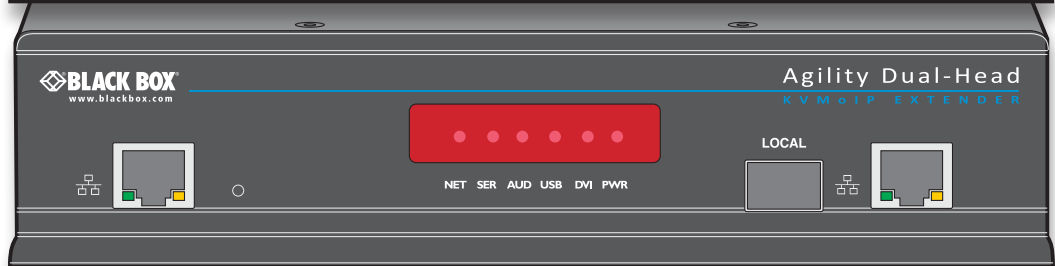 BLACK BOX®
www.blackbox.com
Agility Dual-Head
KVMoIP EXTENDER
LOCAL
NET SER AUD USB DVI PWR